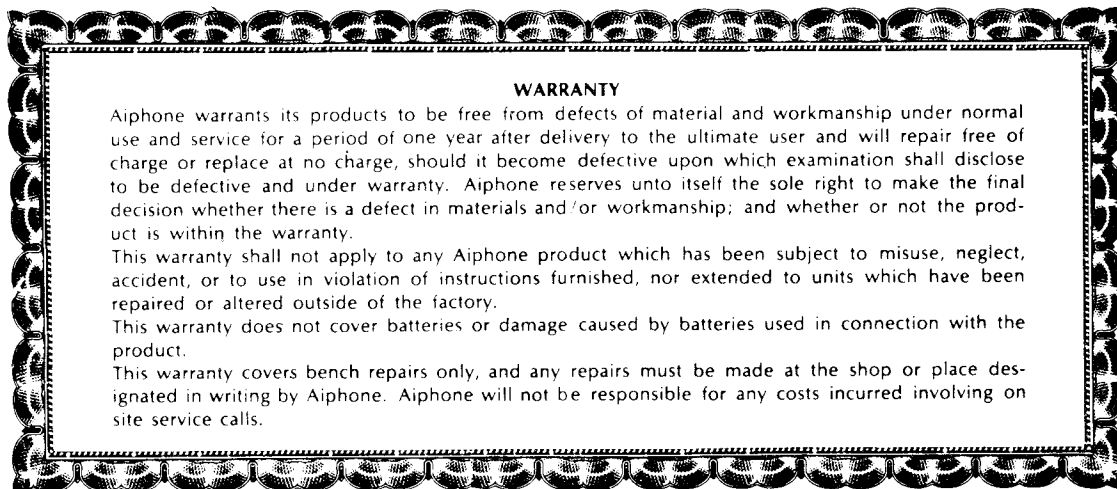 WARRANTY
Aiphone warrants its products to be free from defects of material and workmanship under normal
use and service for a period of one year after delivery to the ultimate user and will repair free of
charge or replace at no charge, should it become defective upon which examination shall disclose
to be defective and under warranty. Aiphone reserves unto itself the sole right to make the final
decision whether there is a defect in materials and/or workmanship; and whether or not the prod-
uct is within the warranty.
This warranty shall not apply to any Aiphone product which has been subject to misuse, neglect,
accident, or to use in violation of instructions furnished, nor extended to units which have been
repaired or altered outside of the factory.
This warranty does not cover batteries or damage caused by batteries used in connection with the
product.
This warranty covers bench repairs only, and any repairs must be made at the shop or place des-
ignated in writing by Aiphone. Aiphone will not be responsible for any costs incurred involving on
site service calls.